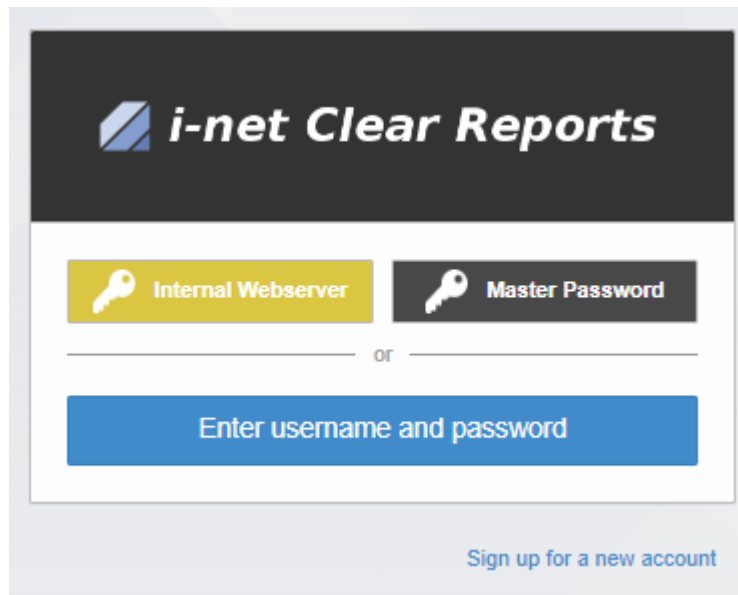 i-net Clear Reports
Internal Webserver
Master Password
or
Enter username and password
Sign up for a new account